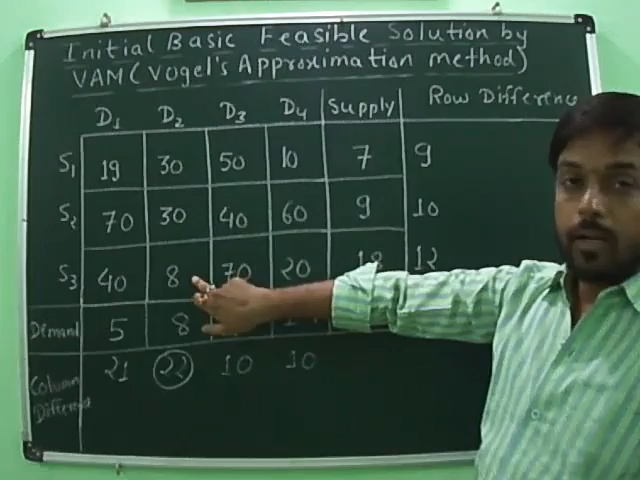 Initial Basic Feasible Solution by
VAM (Vogel's Approximation method)
D1 D2 D3 D4 Supply Row Difference
S1 19 30 50 10 7 9
S2 70 30 40 60 9 10
S3 40 8 70 20 18 12
Demand 5 8
Column Difference 21 22 10 10